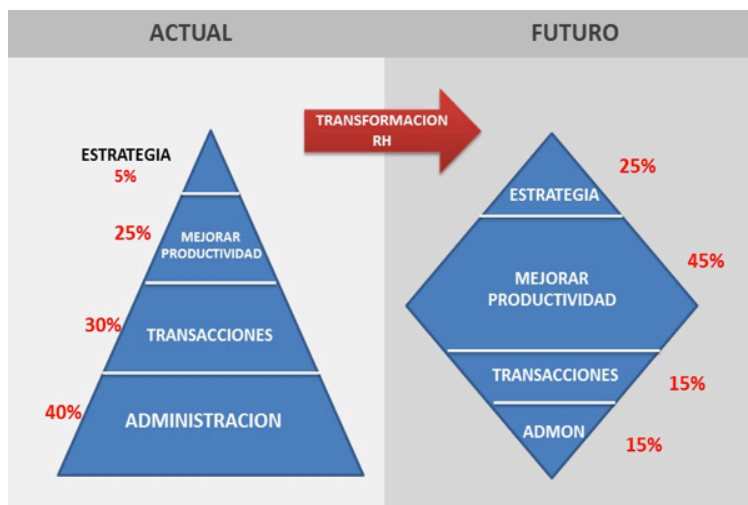 ACTUAL
FUTURO
TRANSFORMACION
RH
ESTRATEGIA
5%
25%
MEJORAR
PRODUCTIVIDAD
30%
TRANSACCIONES
40%
ADMINISTRACION
25%
ESTRATEGIA
45%
MEJORAR
PRODUCTIVIDAD
TRANSACCIONES
15%
ADMON
15%